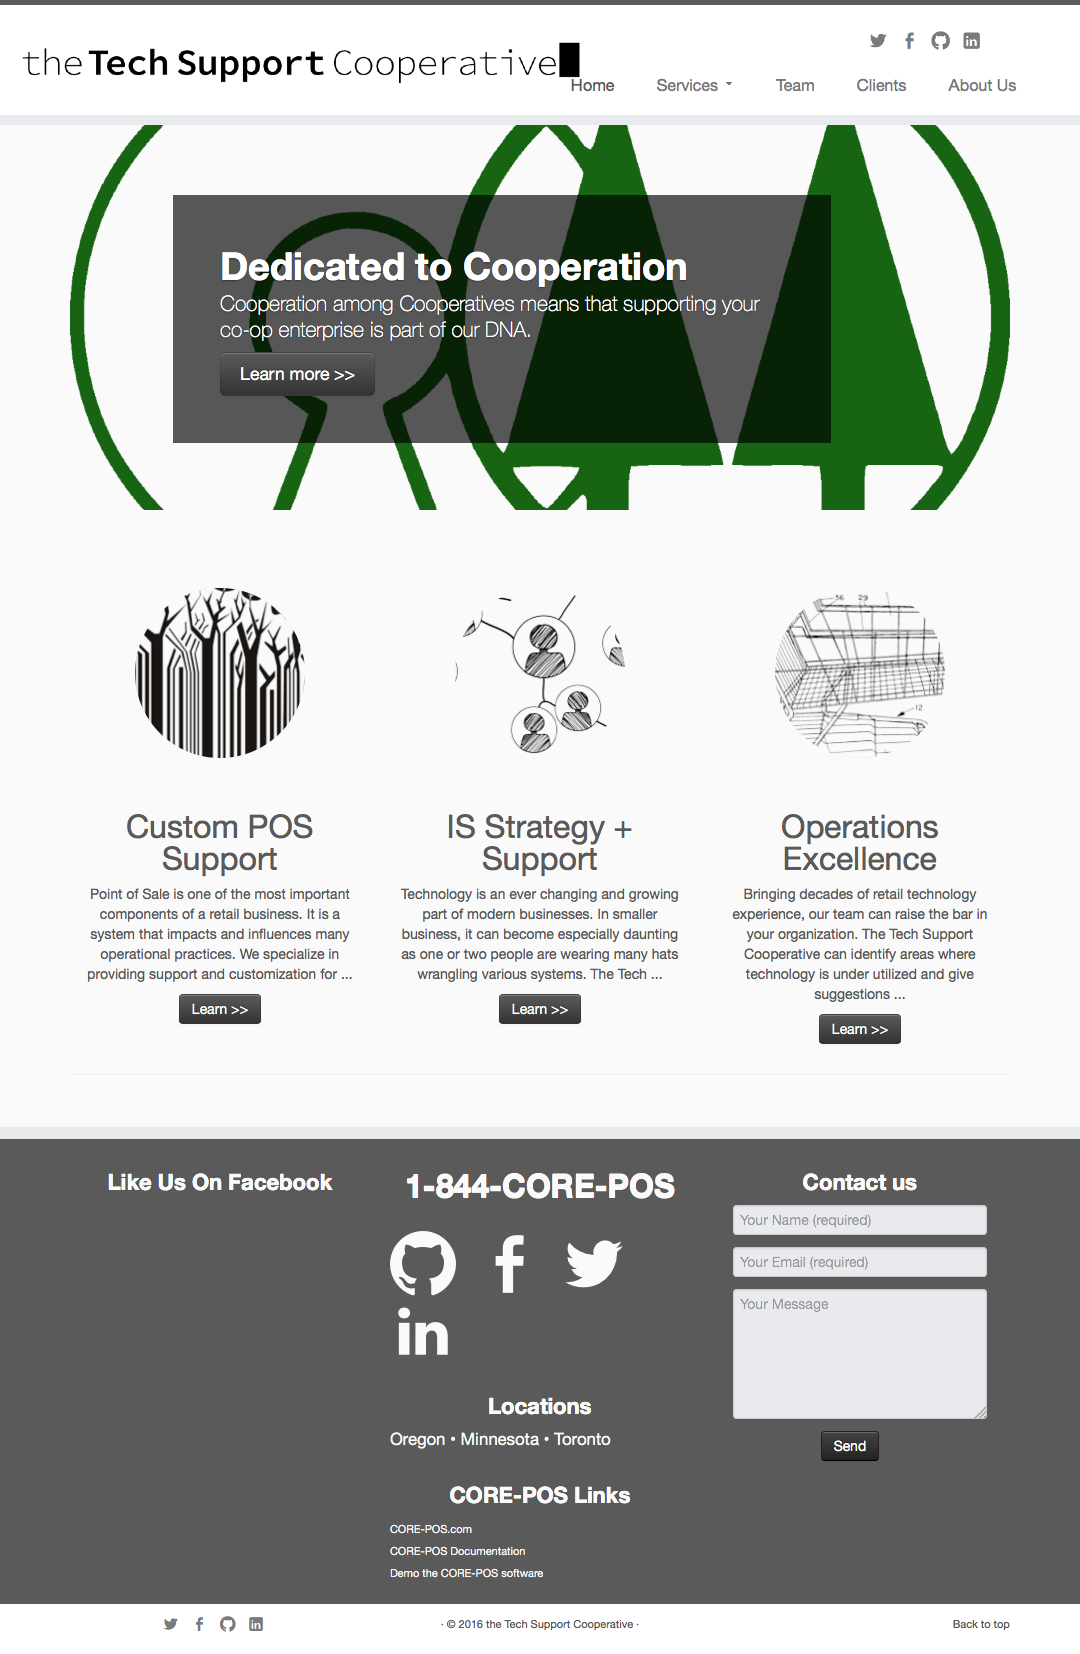 the Tech Support Cooperative
Home Services Team Clients About Us
Dedicated to Cooperation
Cooperation among Cooperatives means that supporting your
co-op enterprise is part of our DNA.
Learn more >>
36 29
12
Custom POS
Support
Point of Sale is one of the most important
components of a retail business. It is a
system that impacts and influences many
operational practices. We specialize in
providing support and customization for ...
Learn >>
IS Strategy +
Support
Technology is an ever changing and growing
part of modern businesses. In smaller
business, it can become especially daunting
as one or two people are wearing many hats
wrangling various systems. The Tech ...
Learn >>
Operations
Excellence
Bringing decades of retail technology
experience, our team can raise the bar in
your organization. The Tech Support
Cooperative can identify areas where
technology is under utilized and give
suggestions ...
Learn >>
Like Us On Facebook
1-844-CORE-POS
Locations
Oregon • Minnesota • Toronto
CORE-POS Links
CORE-POS.com
CORE-POS Documentation
Demo the CORE-POS software
Contact us
Your Name (required)
Your Email (required)
Your Message
Send
· © 2016 the Tech Support Cooperative ·
Back to top